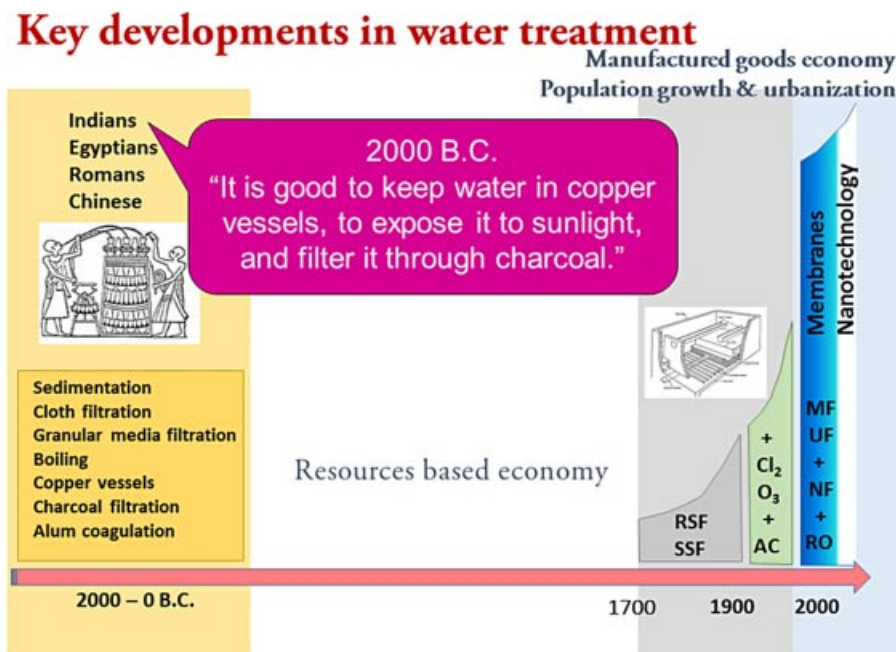 Key developments in water treatment
Manufactured goods economy
Population growth & urbanization
Indians
Egyptians
Romans
Chinese
2000 B.C.
“It is good to keep water in copper
vessels, to expose it to sunlight,
and filter it through charcoal.”
Sedimentation
Cloth filtration
Granular media filtration
Boiling
Copper vessels
Charcoal filtration
Alum coagulation
Resources based economy
RSF
SSF
+
Cl₂
O₃
+
AC
Membranes
Nanotechnology
MF
UF
+
NF
+
RO
2000 – 0 B.C.
1700
1900
2000